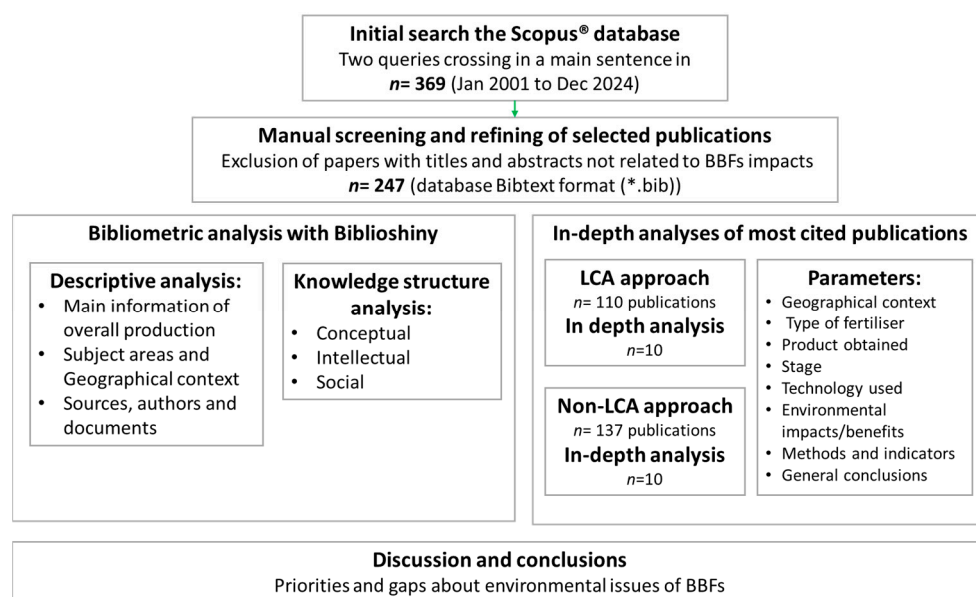 Initial search the Scopus® database
Two queries crossing in a main sentence in
n= 369 (Jan 2001 to Dec 2024)
Manual screening and refining of selected publications
Exclusion of papers with titles and abstracts not related to BBFs impacts
n= 247 (database Bibtext format (*.bib))
Bibliometric analysis with Biblioshiny
Descriptive analysis:
• Main information of
overall production
• Subject areas and
Geographical context
• Sources, authors and
documents
Knowledge structure
analysis:
• Conceptual
• Intellectual
• Social
In-depth analyses of most cited publications
LCA approach
n= 110 publications
In depth analysis
n=10
Non-LCA approach
n= 137 publications
In-depth analysis
n=10
Parameters:
• Geographical context
• Type of fertiliser
• Product obtained
• Stage
• Technology used
• Environmental
impacts/benefits
• Methods and indicators
• General conclusions
Discussion and conclusions
Priorities and gaps about environmental issues of BBFs